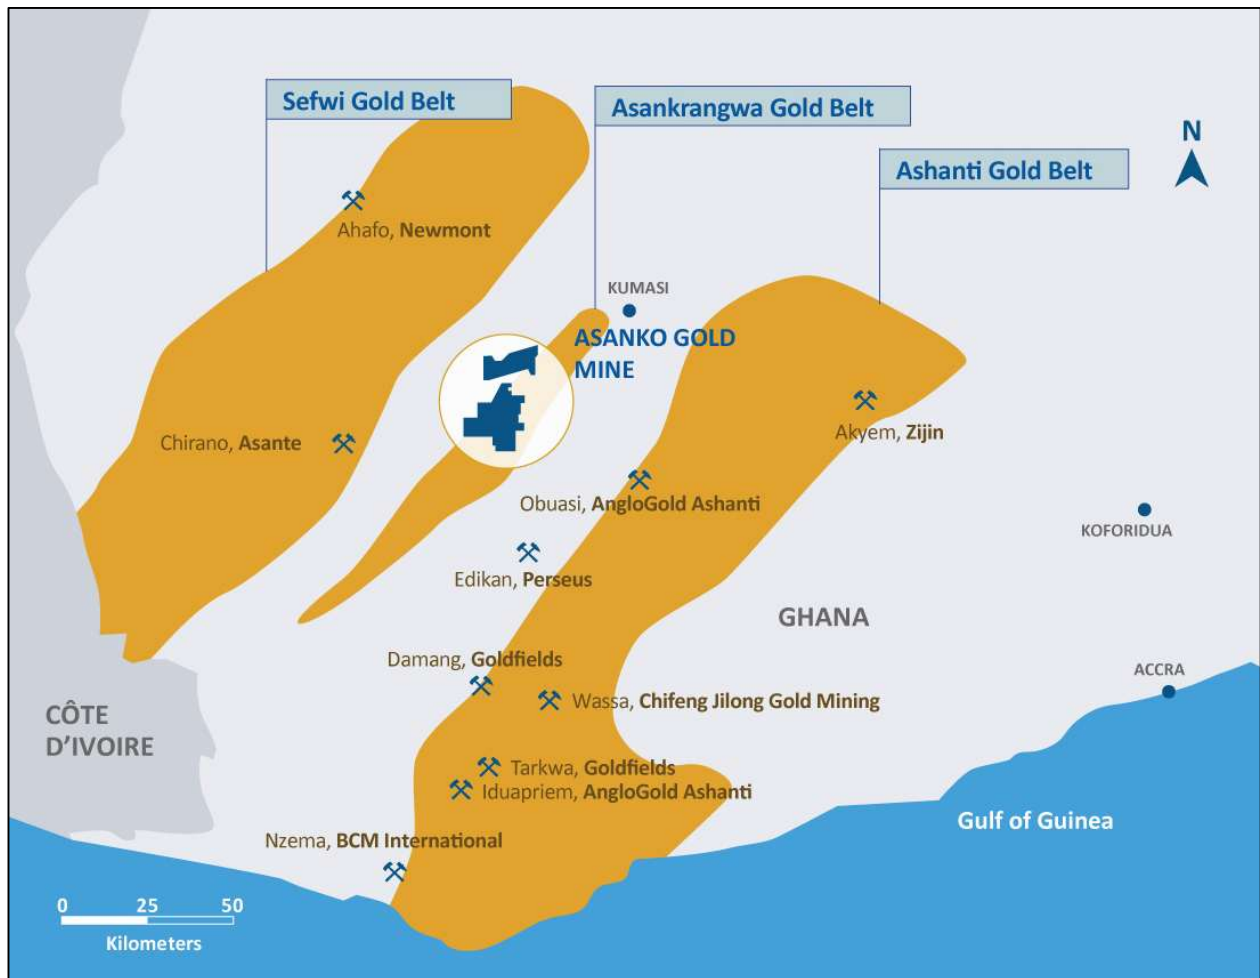 Sefwi Gold Belt
Asankrangwa Gold Belt
N
Ashanti Gold Belt
Ahafo, Newmont
KUMASI
ASANKO GOLD
MINE
Chirano, Asante
Akyem, Zijin
Obuasi, AngloGold Ashanti
KOFORIDUA
Edikan, Perseus
GHANA
Damang, Goldfields
ACCRA
Wassa, Chifeng Jilong Gold Mining
CÔTE
D’IVOIRE
Tarkwa, Goldfields
Iduapriem, AngloGold Ashanti
Gulf of Guinea
Nzema, BCM International
0 25 50
Kilometers